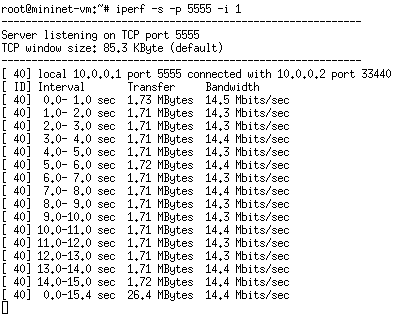 root@mininet-vm:~# iperf -s -p 5555 -i 1
------------------------------------------------------------
Server listening on TCP port 5555
TCP window size: 85.3 KByte (default)
------------------------------------------------------------
[ 40] local 10.0.0.1 port 5555 connected with 10.0.0.2 port 33440
[ ID] Interval       Transfer     Bandwidth
[ 40]  0.0- 1.0 sec  1.73 MBytes  14.5 Mbits/sec
[ 40]  1.0- 2.0 sec  1.71 MBytes  14.3 Mbits/sec
[ 40]  2.0- 3.0 sec  1.71 MBytes  14.3 Mbits/sec
[ 40]  3.0- 4.0 sec  1.71 MBytes  14.4 Mbits/sec
[ 40]  4.0- 5.0 sec  1.71 MBytes  14.3 Mbits/sec
[ 40]  5.0- 6.0 sec  1.72 MBytes  14.4 Mbits/sec
[ 40]  6.0- 7.0 sec  1.71 MBytes  14.3 Mbits/sec
[ 40]  7.0- 8.0 sec  1.71 MBytes  14.4 Mbits/sec
[ 40]  8.0- 9.0 sec  1.71 MBytes  14.3 Mbits/sec
[ 40]  9.0-10.0 sec  1.71 MBytes  14.3 Mbits/sec
[ 40] 10.0-11.0 sec  1.71 MBytes  14.4 Mbits/sec
[ 40] 11.0-12.0 sec  1.71 MBytes  14.3 Mbits/sec
[ 40] 12.0-13.0 sec  1.71 MBytes  14.3 Mbits/sec
[ 40] 13.0-14.0 sec  1.71 MBytes  14.4 Mbits/sec
[ 40] 14.0-15.0 sec  1.72 MBytes  14.4 Mbits/sec
[ 40]  0.0-15.4 sec  26.4 MBytes  14.4 Mbits/sec